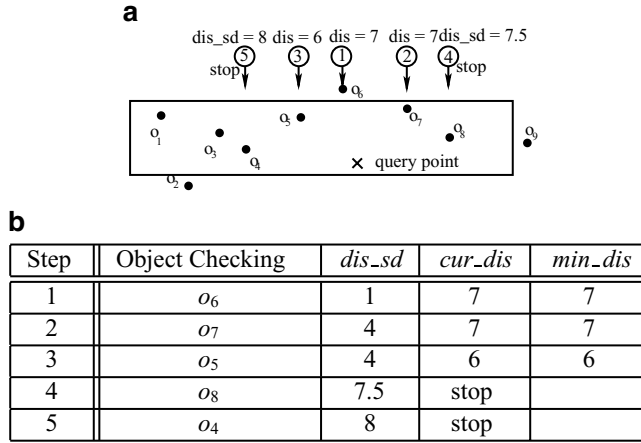 a
dis_sd = 8 dis = 6 dis = 7 dis = 7 dis_sd = 7.5
5 3 1 2 4
stop stop
o6
o1 o5 o7
o3 o8 o9
o4
query point
o2
b
Step Object Checking dis_sd cur_dis min_dis
1 o6 1 7 7
2 o7 4 7 7
3 o5 4 6 6
4 o8 7.5 stop
5 o4 8 stop